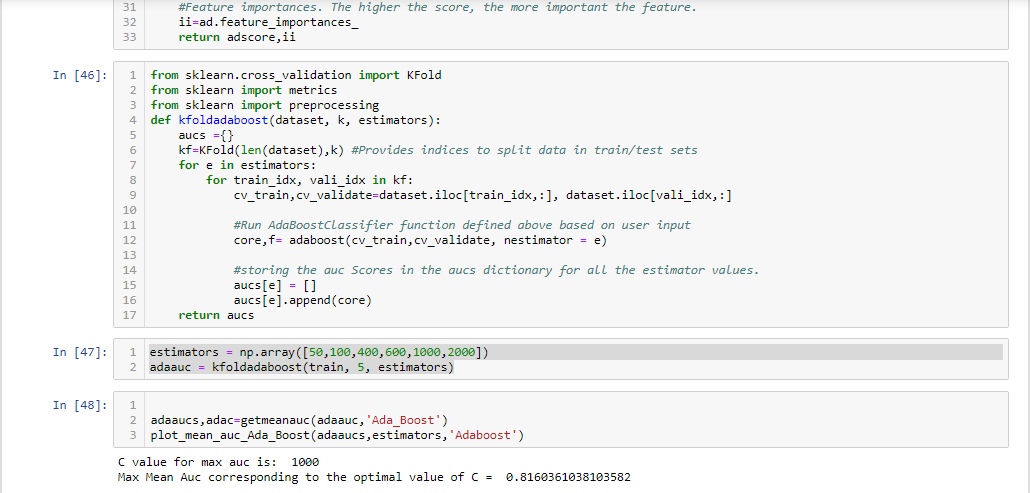 31 #Feature importances. The higher the score, the more important the feature.
32 ii=ad.feature_importances_
33 return adscore,ii
In [46]:
1 from sklearn.cross_validation import KFold
2 from sklearn import metrics
3 from sklearn import preprocessing
4 def kfoldadaboost(dataset, k, estimators):
5 aucs ={}
6 kf=KFold(len(dataset),k) #Provides indices to split data in train/test sets
7 for e in estimators:
8 for train_idx, vali_idx in kf:
9 cv_train,cv_validate=dataset.iloc[train_idx,:], dataset.iloc[vali_idx,:]
10
11 #Run AdaBoostClassifier function defined above based on user input
12 core,f= adaboost(cv_train,cv_validate, nestimator = e)
13
14 #storing the auc Scores in the aucs dictionary for all the estimator values.
15 aucs[e] = []
16 aucs[e].append(core)
17 return aucs
In [47]:
1 estimators = np.array([50,100,400,600,1000,2000])
2 adaauc = kfoldadaboost(train, 5, estimators)
In [48]:
1
2 adaaucs,adac=getmeanauc(adaauc,'Ada_Boost')
3 plot_mean_auc_Ada_Boost(adaaucs,estimators,'Adaboost')
C value for max auc is:  1000
Max Mean Auc corresponding to the optimal value of C =  0.8160361038103582